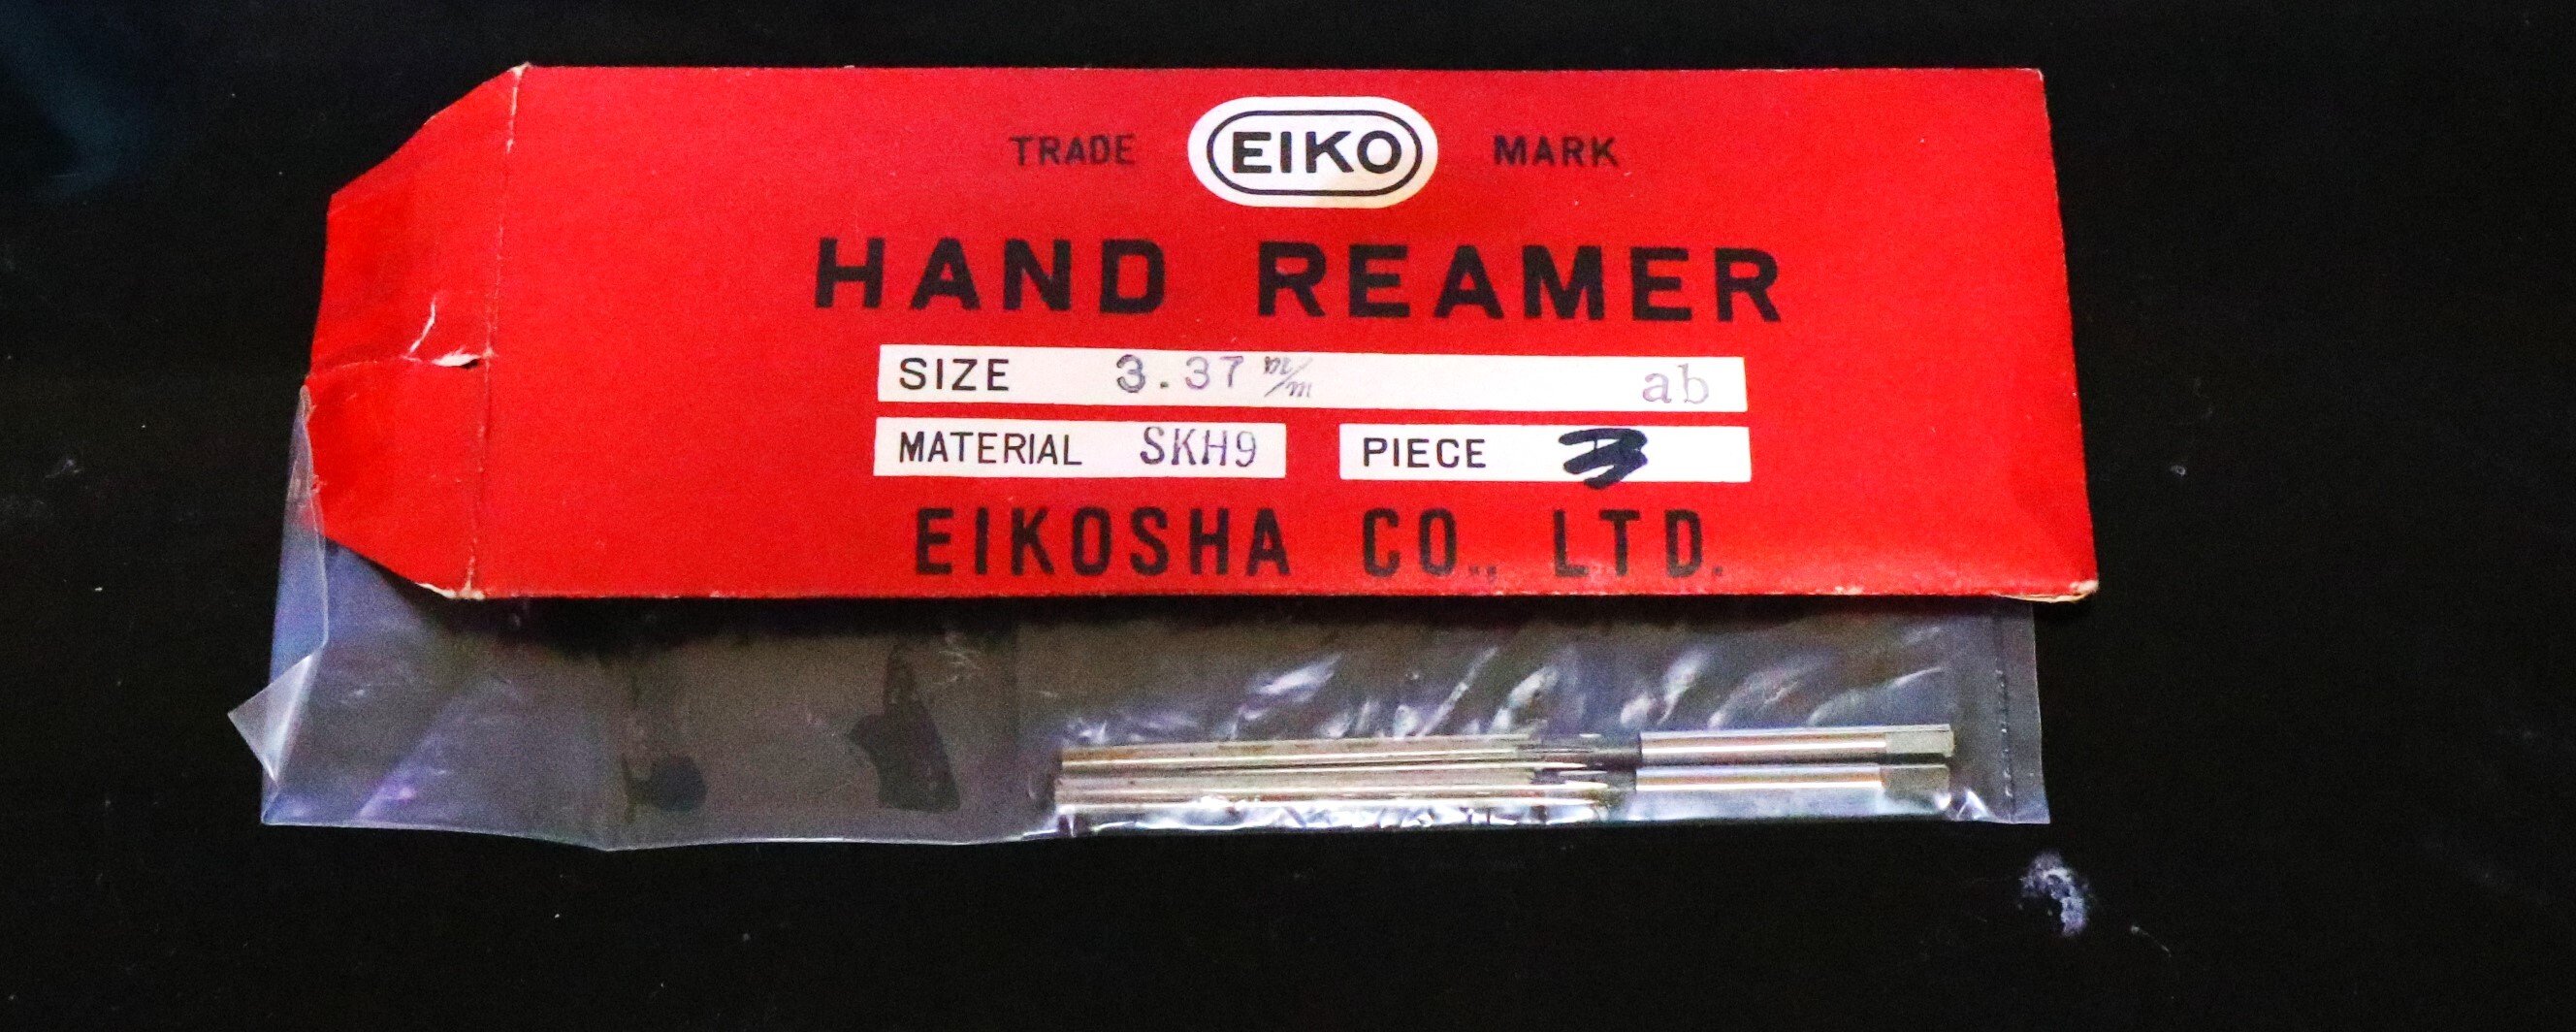 TRADE EIKO MARK
HAND REAMER
SIZE 3.37 m/m ab
MATERIAL SKH9 PIECE 3
EIKOSHA CO., LTD.